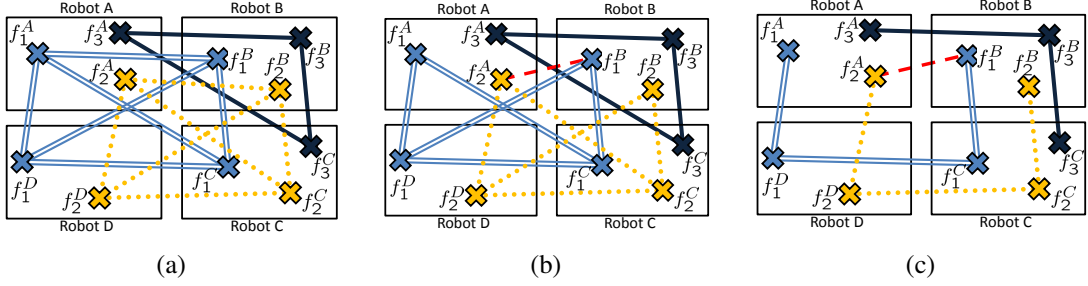 Robot A Robot B
f_1^A f_3^A f_1^B f_3^B
f_2^A f_2^B
f_1^D f_1^C f_3^C
f_2^D f_2^C
Robot D Robot C
(a)
Robot A Robot B
f_1^A f_3^A f_1^B f_3^B
f_2^A f_2^B
f_1^D f_1^C f_3^C
f_2^D f_2^C
Robot D Robot C
(b)
Robot A Robot B
f_1^A f_3^A f_1^B f_3^B
f_2^A f_2^B
f_1^D f_1^C f_3^C
f_2^D f_2^C
Robot D Robot C
(c)